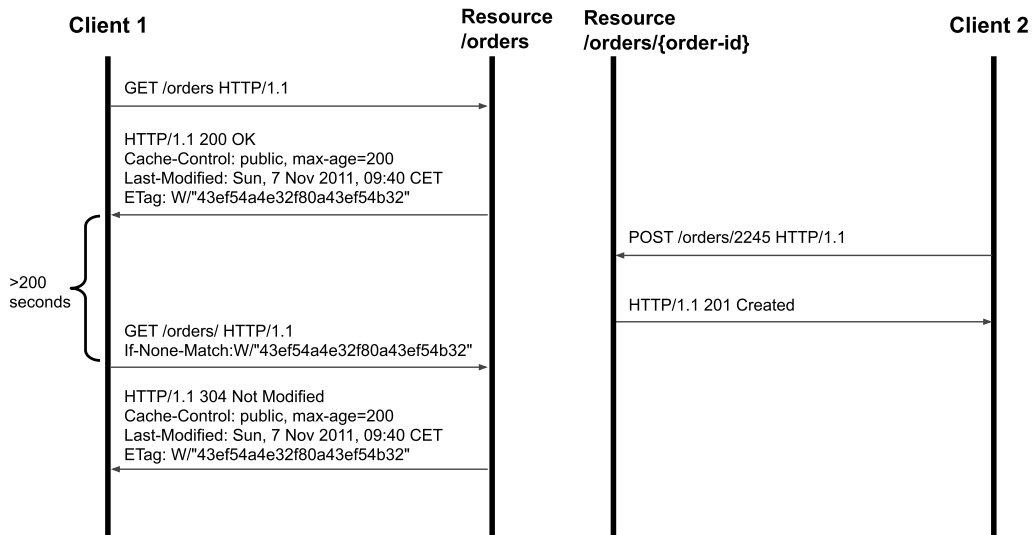 Client 1
Resource
/orders
Resource
/orders/{order-id}
Client 2
GET /orders HTTP/1.1
HTTP/1.1 200 OK
Cache-Control: public, max-age=200
Last-Modified: Sun, 7 Nov 2011, 09:40 CET
ETag: W/"43ef54a4e32f80a43ef54b32"
POST /orders/2245 HTTP/1.1
>200
seconds
HTTP/1.1 201 Created
GET /orders/ HTTP/1.1
If-None-Match:W/"43ef54a4e32f80a43ef54b32"
HTTP/1.1 304 Not Modified
Cache-Control: public, max-age=200
Last-Modified: Sun, 7 Nov 2011, 09:40 CET
ETag: W/"43ef54a4e32f80a43ef54b32"